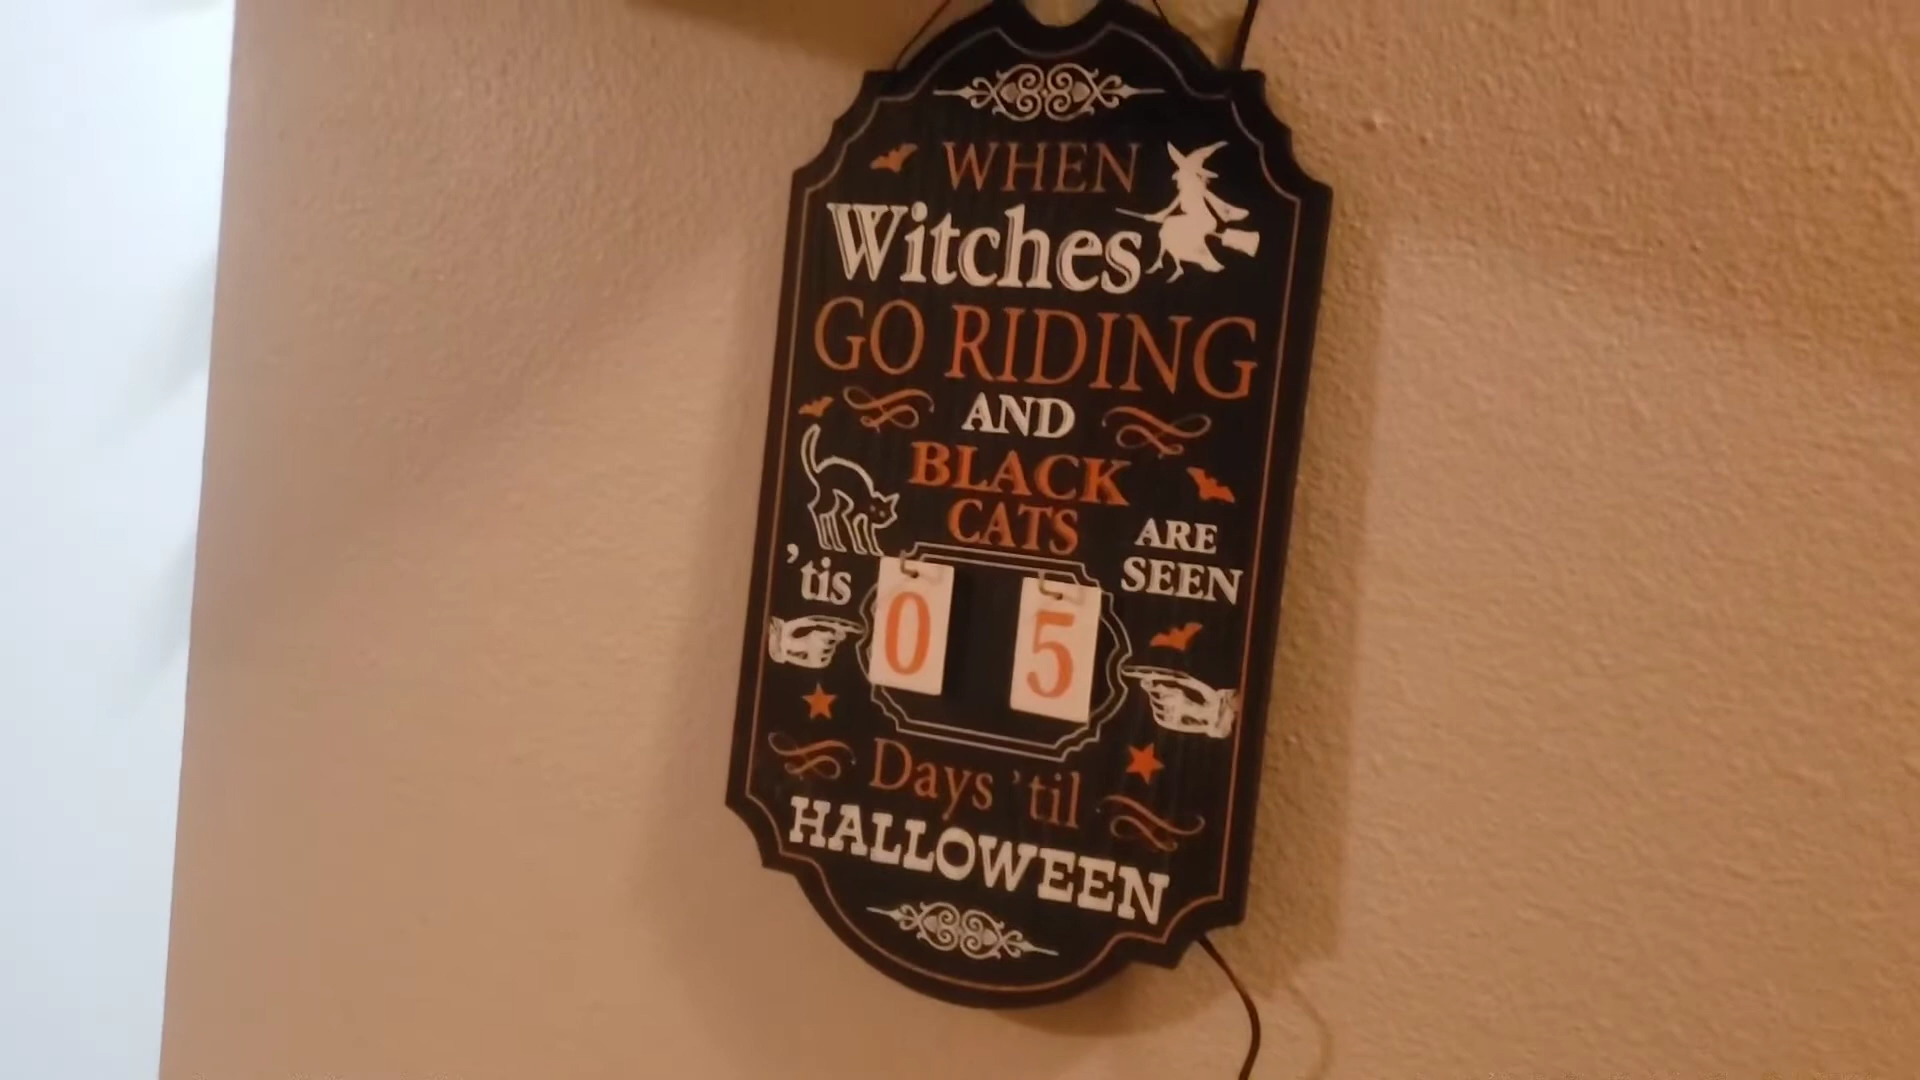 WHEN
Witches
GO RIDING
AND
BLACK
CATS
ARE
SEEN
'tis
0 5
Days 'til
HALLOWEEN